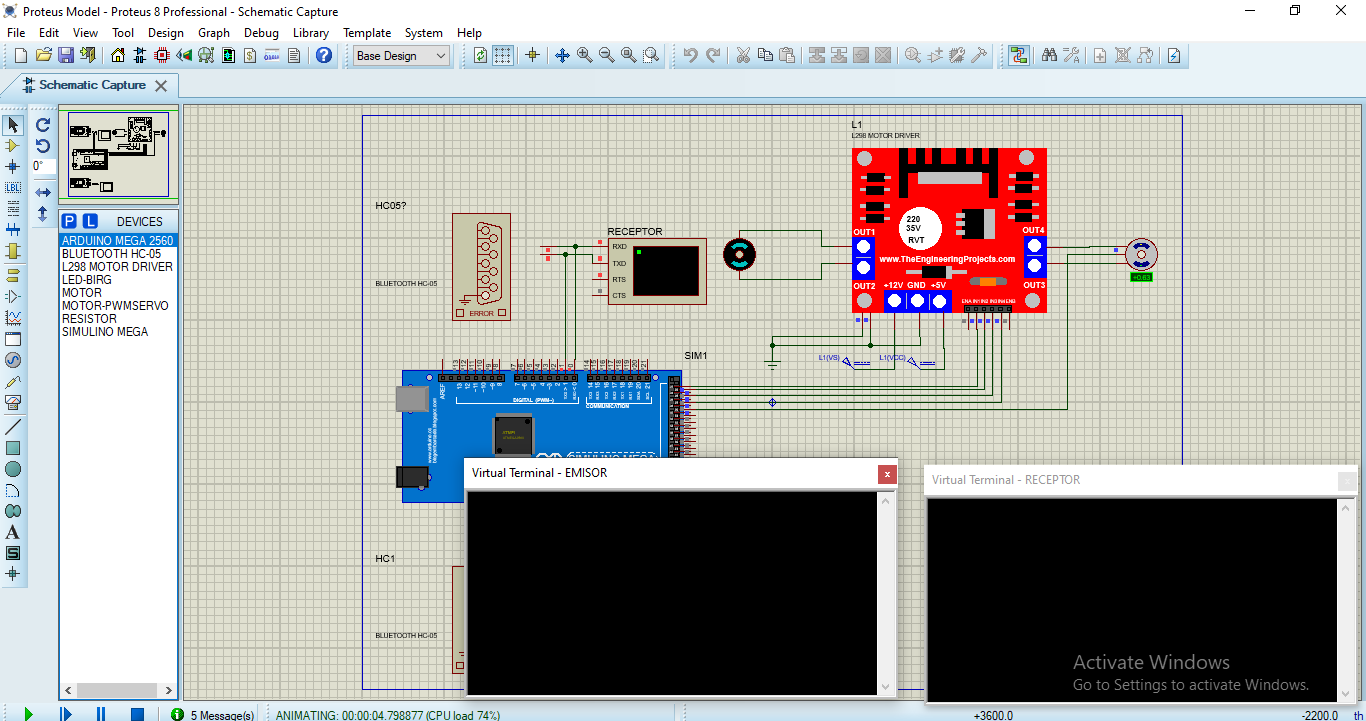 Proteus Model - Proteus 8 Professional - Schematic Capture
File Edit View Tool Design Graph Debug Library Template System Help
Base Design
Schematic Capture
0°
LBL
P L DEVICES
ARDUINO MEGA 2560
BLUETOOTH HC-05
L298 MOTOR DRIVER
LED-BIRG
MOTOR
MOTOR-PWMSERVO
RESISTOR
SIMULINO MEGA
L1
L298 MOTOR DRIVER
HC05?
BLUETOOTH HC-05
ERROR
RECEPTOR
RXD
TXD
RTS
CTS
220
35V
RVT
OUT1
OUT4
www.TheEngineeringProjects.com
OUT2
+12V GND +5V
OUT3
L1(VS)
L1(VCC)
SIM1
AREF
DIGITAL (PWM~)
COMMUNICATION
SIMULINO MEGA
HC1
BLUETOOTH HC-05
Virtual Terminal - EMISOR
Virtual Terminal - RECEPTOR
Activate Windows
Go to Settings to activate Windows.
5 Message(s)
ANIMATING: 00:00:04.798877 (CPU load 74%)
+3600.0
-2200.0 th